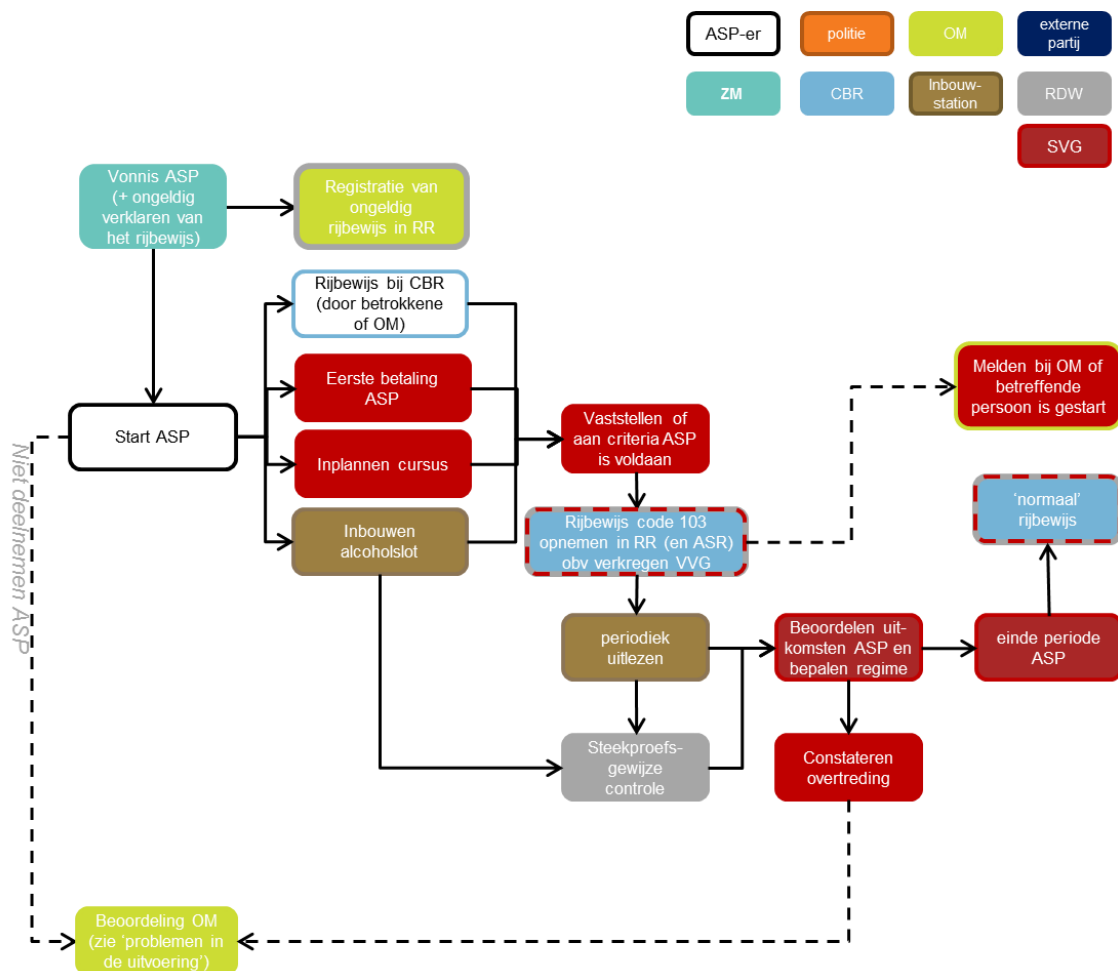 ASP-er
politie
OM
externe
partij
ZM
CBR
Inbouw-
station
RDW
SVG
Vonnis ASP
(+ ongeldig
verklaren van
het rijbewijs)
Registratie van
ongeldig
rijbewijs in RR
Rijbewijs bij CBR
(door betrokkene
of OM)
Eerste betaling
ASP
Melden bij OM of
betreffende
persoon is gestart
Start ASP
Inplannen cursus
Vaststellen of
aan criteria ASP
is voldaan
Niet deelnemen ASP
Inbouwen
alcoholslot
Rijbewijs code 103
opnemen in RR (en ASR)
obv verkregen VVG
‘normaal’
rijbewijs
periodiek
uitlezen
Beoordelen uit-
komsten ASP en
bepalen regime
einde periode
ASP
Steekproefs-
gewijze
controle
Constateren
overtreding
Beoordeling OM
(zie ‘problemen in
de uitvoering’)